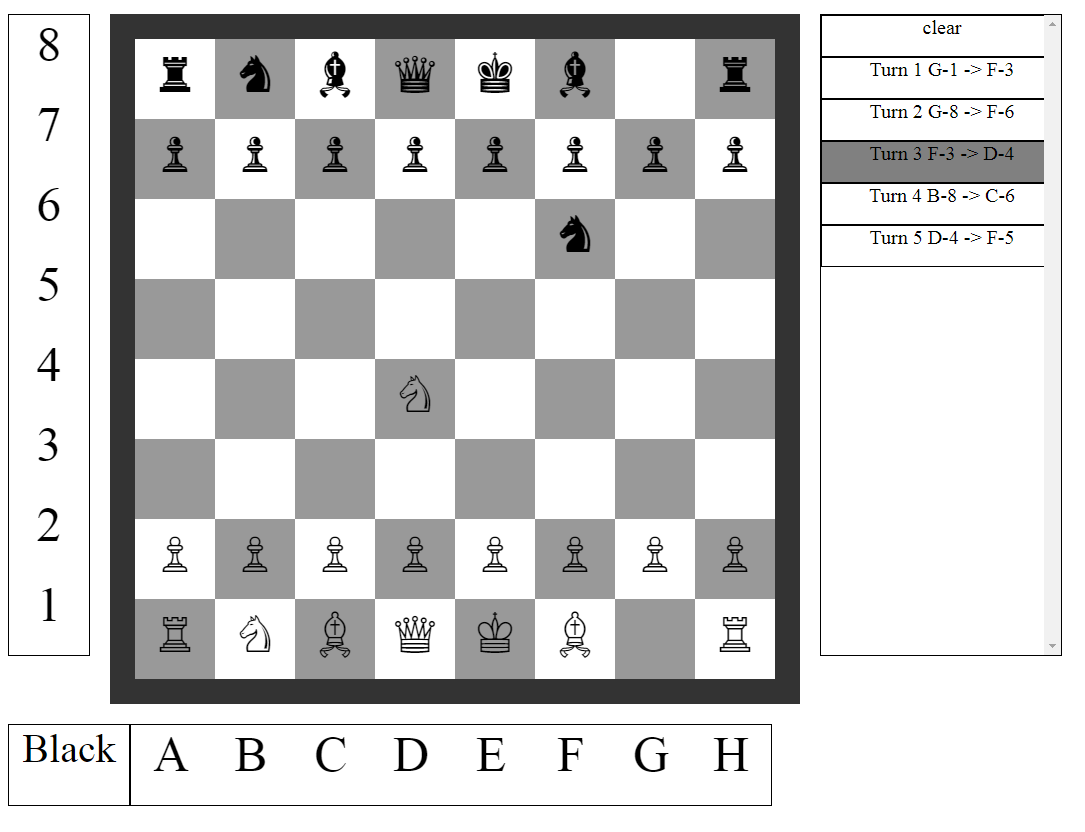 8
7
6
5
4
3
2
1
clear
Turn 1 G-1 -> F-3
Turn 2 G-8 -> F-6
Turn 3 F-3 -> D-4
Turn 4 B-8 -> C-6
Turn 5 D-4 -> F-5
Black A B C D E F G H